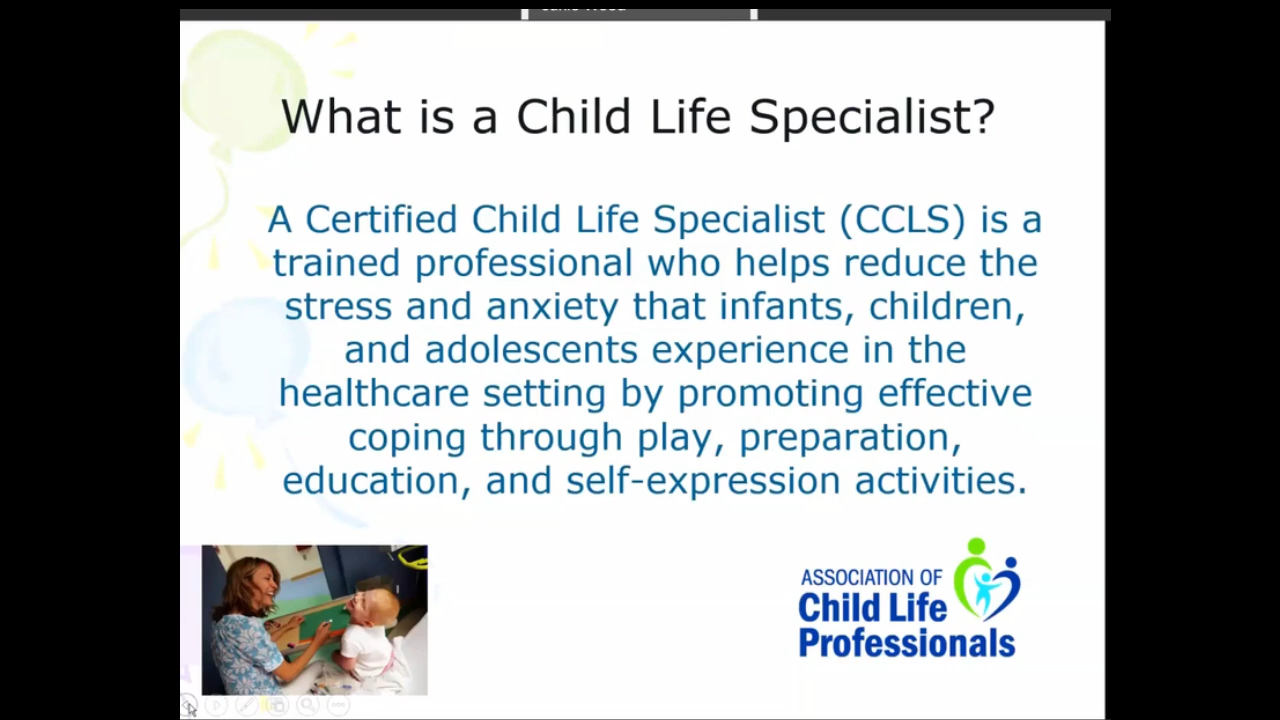 What is a Child Life Specialist?
A Certified Child Life Specialist (CCLS) is a
trained professional who helps reduce the
stress and anxiety that infants, children,
and adolescents experience in the
healthcare setting by promoting effective
coping through play, preparation,
education, and self-expression activities.
ASSOCIATION OF
Child Life
Professionals